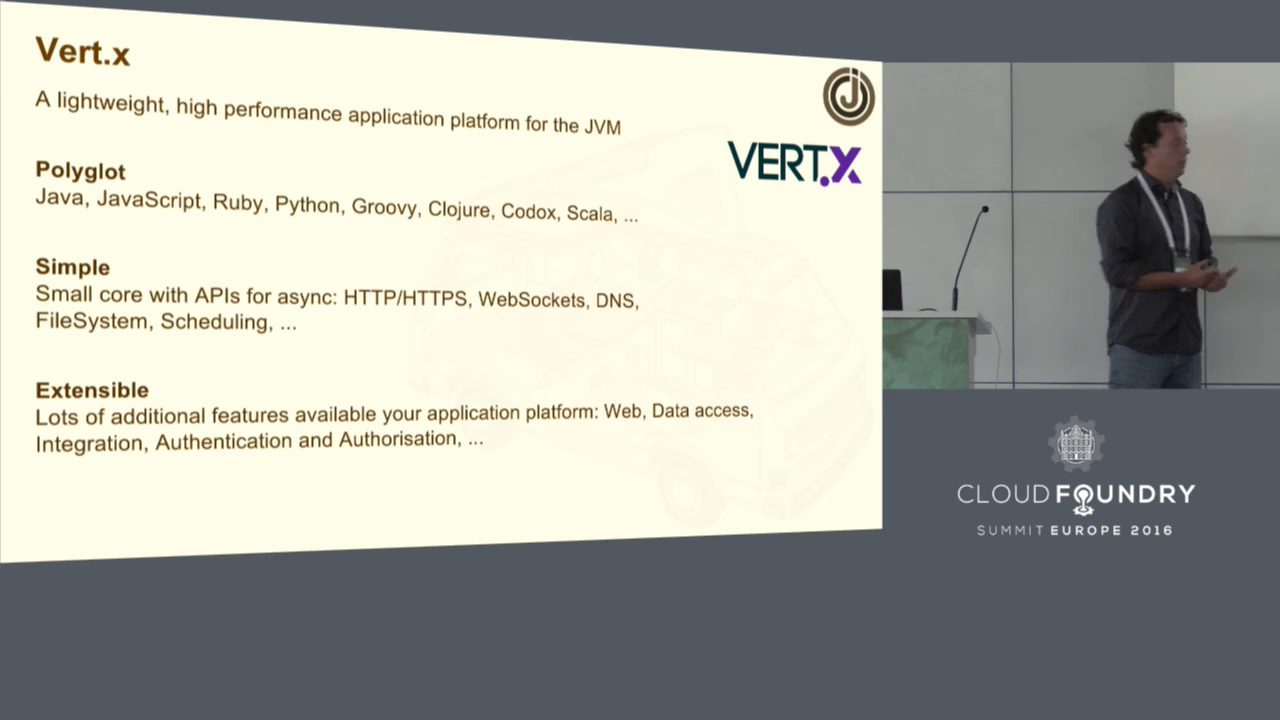 Vert.x
A lightweight, high performance application platform for the JVM
VERT.X
Polyglot
Java, JavaScript, Ruby, Python, Groovy, Clojure, Codox, Scala, ...
Simple
Small core with APIs for async: HTTP/HTTPS, WebSockets, DNS,
FileSystem, Scheduling, ...
Extensible
Lots of additional features available your application platform: Web, Data access,
Integration, Authentication and Authorisation, ...
CLOUD FOUNDRY
SUMMIT EUROPE 2016